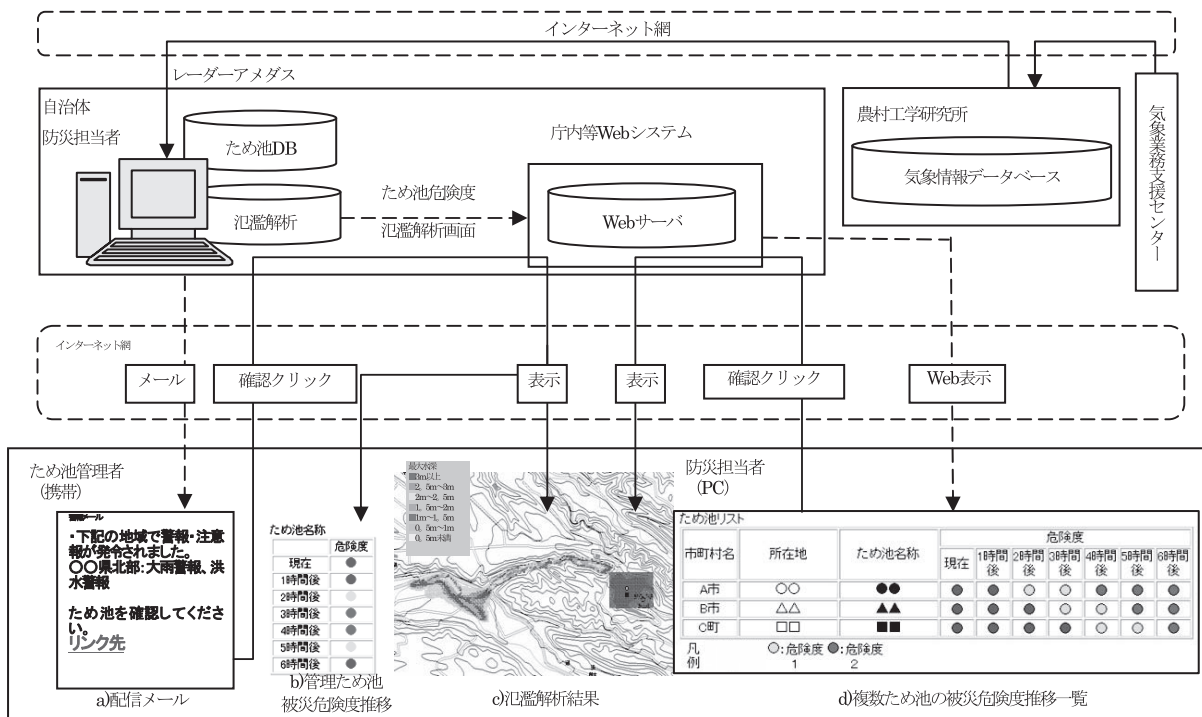 インターネット網
レーダーアメダス
自治体
防災担当者
ため池DB
氾濫解析
ため池危険度
氾濫解析画面
庁内等Webシステム
Webサーバ
農村工学研究所
気象情報データベース
気象業務支援センター
インターネット網
メール
確認クリック
表示
表示
確認クリック
Web表示
ため池管理者
(携帯)
・下記の地域で警報・注意
報が発令されました。
○○県北部:大雨警報、洪
水警報
ため池を確認してくださ
い。
リンク先
a)配信メール
ため池名称
危険度
現在
1時間後
2時間後
3時間後
4時間後
5時間後
6時間後
b)管理ため池
被災危険度推移
最大水深
3m以上
2.5m~3m
2m~2.5m
1.5m~2m
1m~1.5m
0.5m~1m
0.5m未満
c)氾濫解析結果
防災担当者
(PC)
ため池リスト
市町村名 所在地 ため池名称 危険度
現在 1時間後 2時間後 3時間後 4時間後 5時間後 6時間後
A市 ○○ ●●
B市 △△ ▲▲
C町 □□ ■■
凡例 ○:危険度1 ●:危険度2
d)複数ため池の被災危険度推移一覧